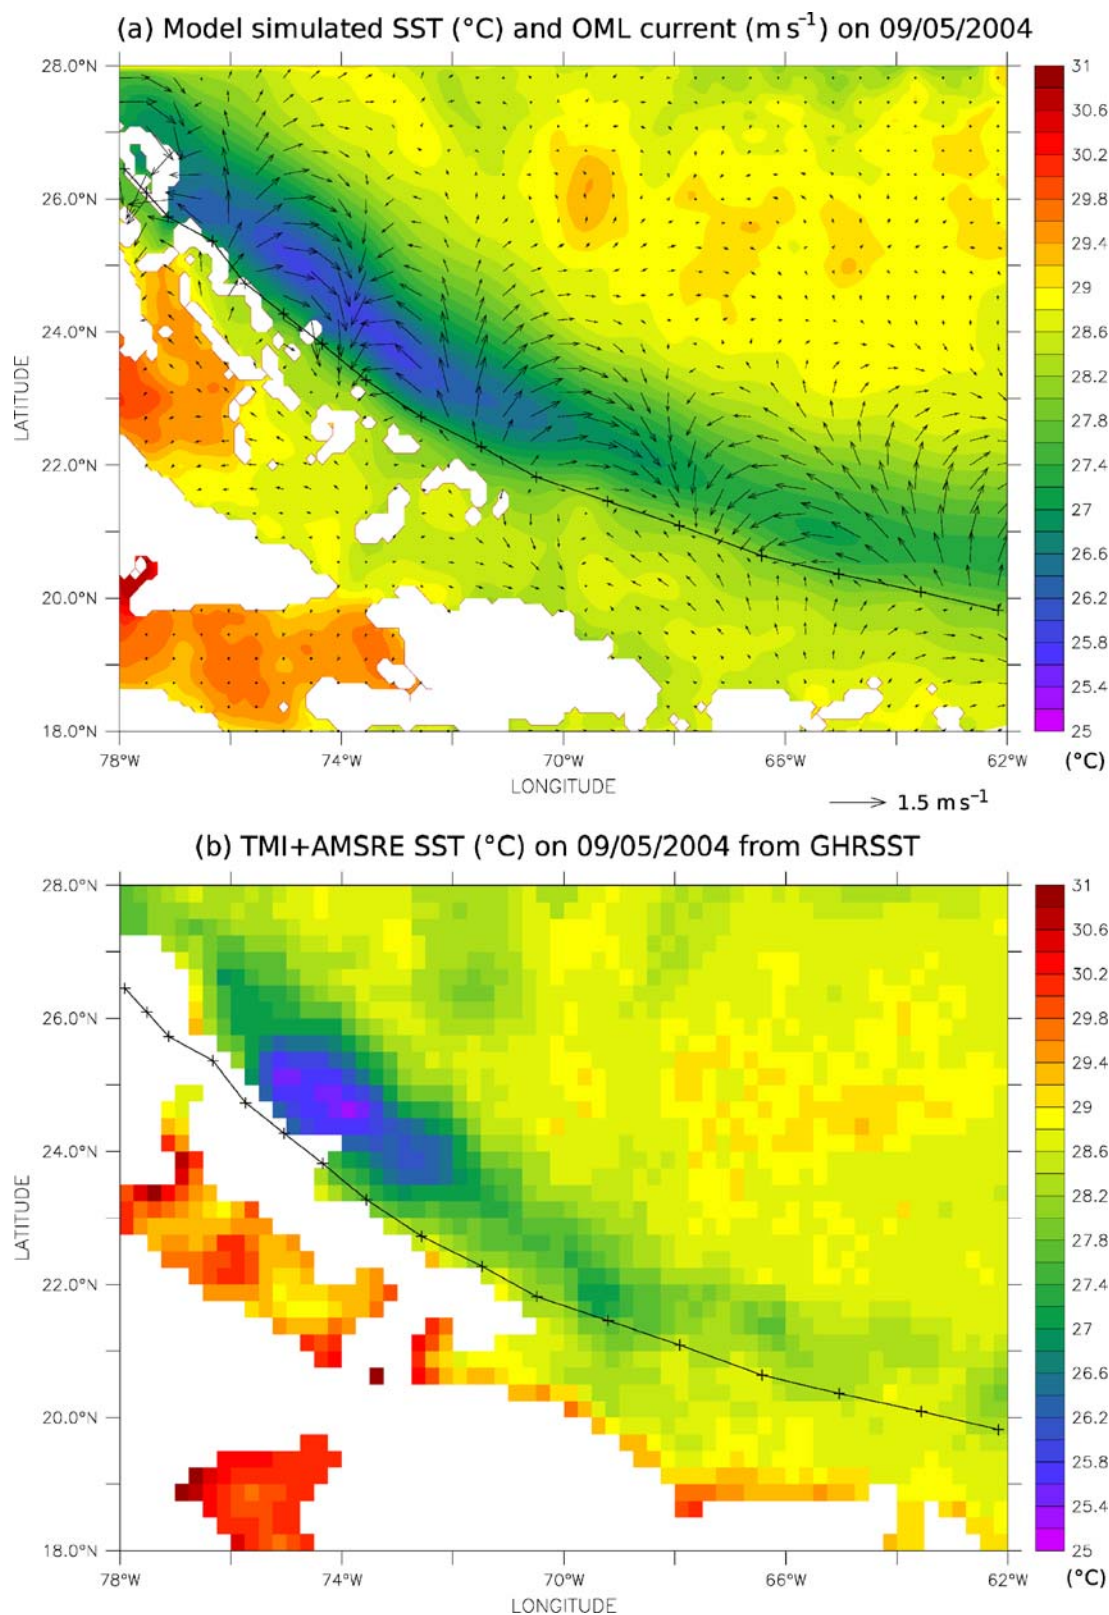 (a) Model simulated SST (°C) and OML current (m s⁻¹) on 09/05/2004
28.0°N
26.0°N
24.0°N
22.0°N
20.0°N
18.0°N
LATITUDE
78°W 74°W 70°W 66°W 62°W
LONGITUDE
31
30.6
30.2
29.8
29.4
29
28.6
28.2
27.8
27.4
27
26.6
26.2
25.8
25.4
25
(°C)
1.5 m s⁻¹
(b) TMI+AMSRE SST (°C) on 09/05/2004 from GHRSST
28.0°N
26.0°N
24.0°N
22.0°N
20.0°N
18.0°N
LATITUDE
78°W 74°W 70°W 66°W 62°W
LONGITUDE
31
30.6
30.2
29.8
29.4
29
28.6
28.2
27.8
27.4
27
26.6
26.2
25.8
25.4
25
(°C)